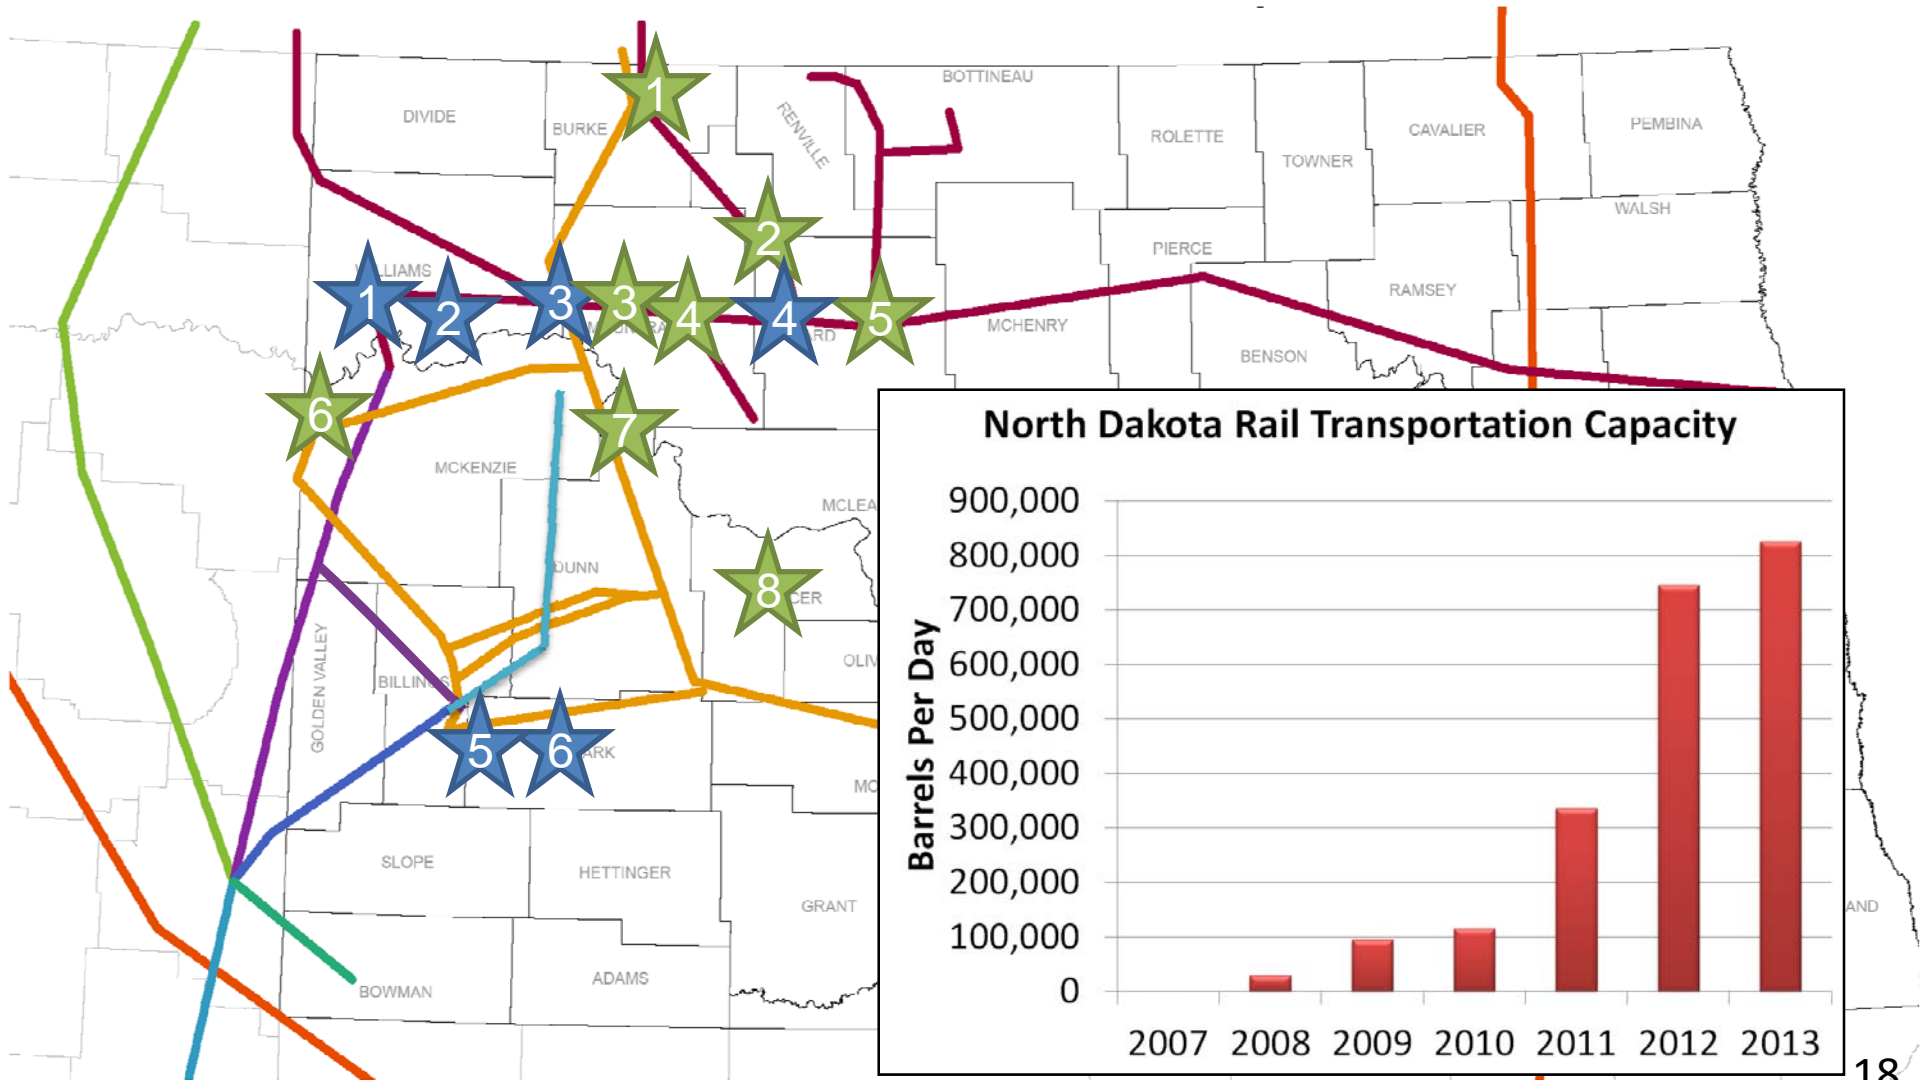 BOTTINEAU
DIVIDE
BURKE
1
RENVILLE
ROLETTE
TOWNER
CAVALIER
PEMBINA
WALSH
2
PIERCE
RAMSEY
1
2
3
3
4
4
5
MCHENRY
BENSON
6
7
MCKENZIE
DUNN
8
GOLDEN VALLEY
BILLINGS
5
6
SLOPE
HETTINGER
GRANT
BOWMAN
ADAMS
North Dakota Rail Transportation Capacity
Barrels Per Day
900,000
800,000
700,000
600,000
500,000
400,000
300,000
200,000
100,000
0
2007 2008 2009 2010 2011 2012 2013
18